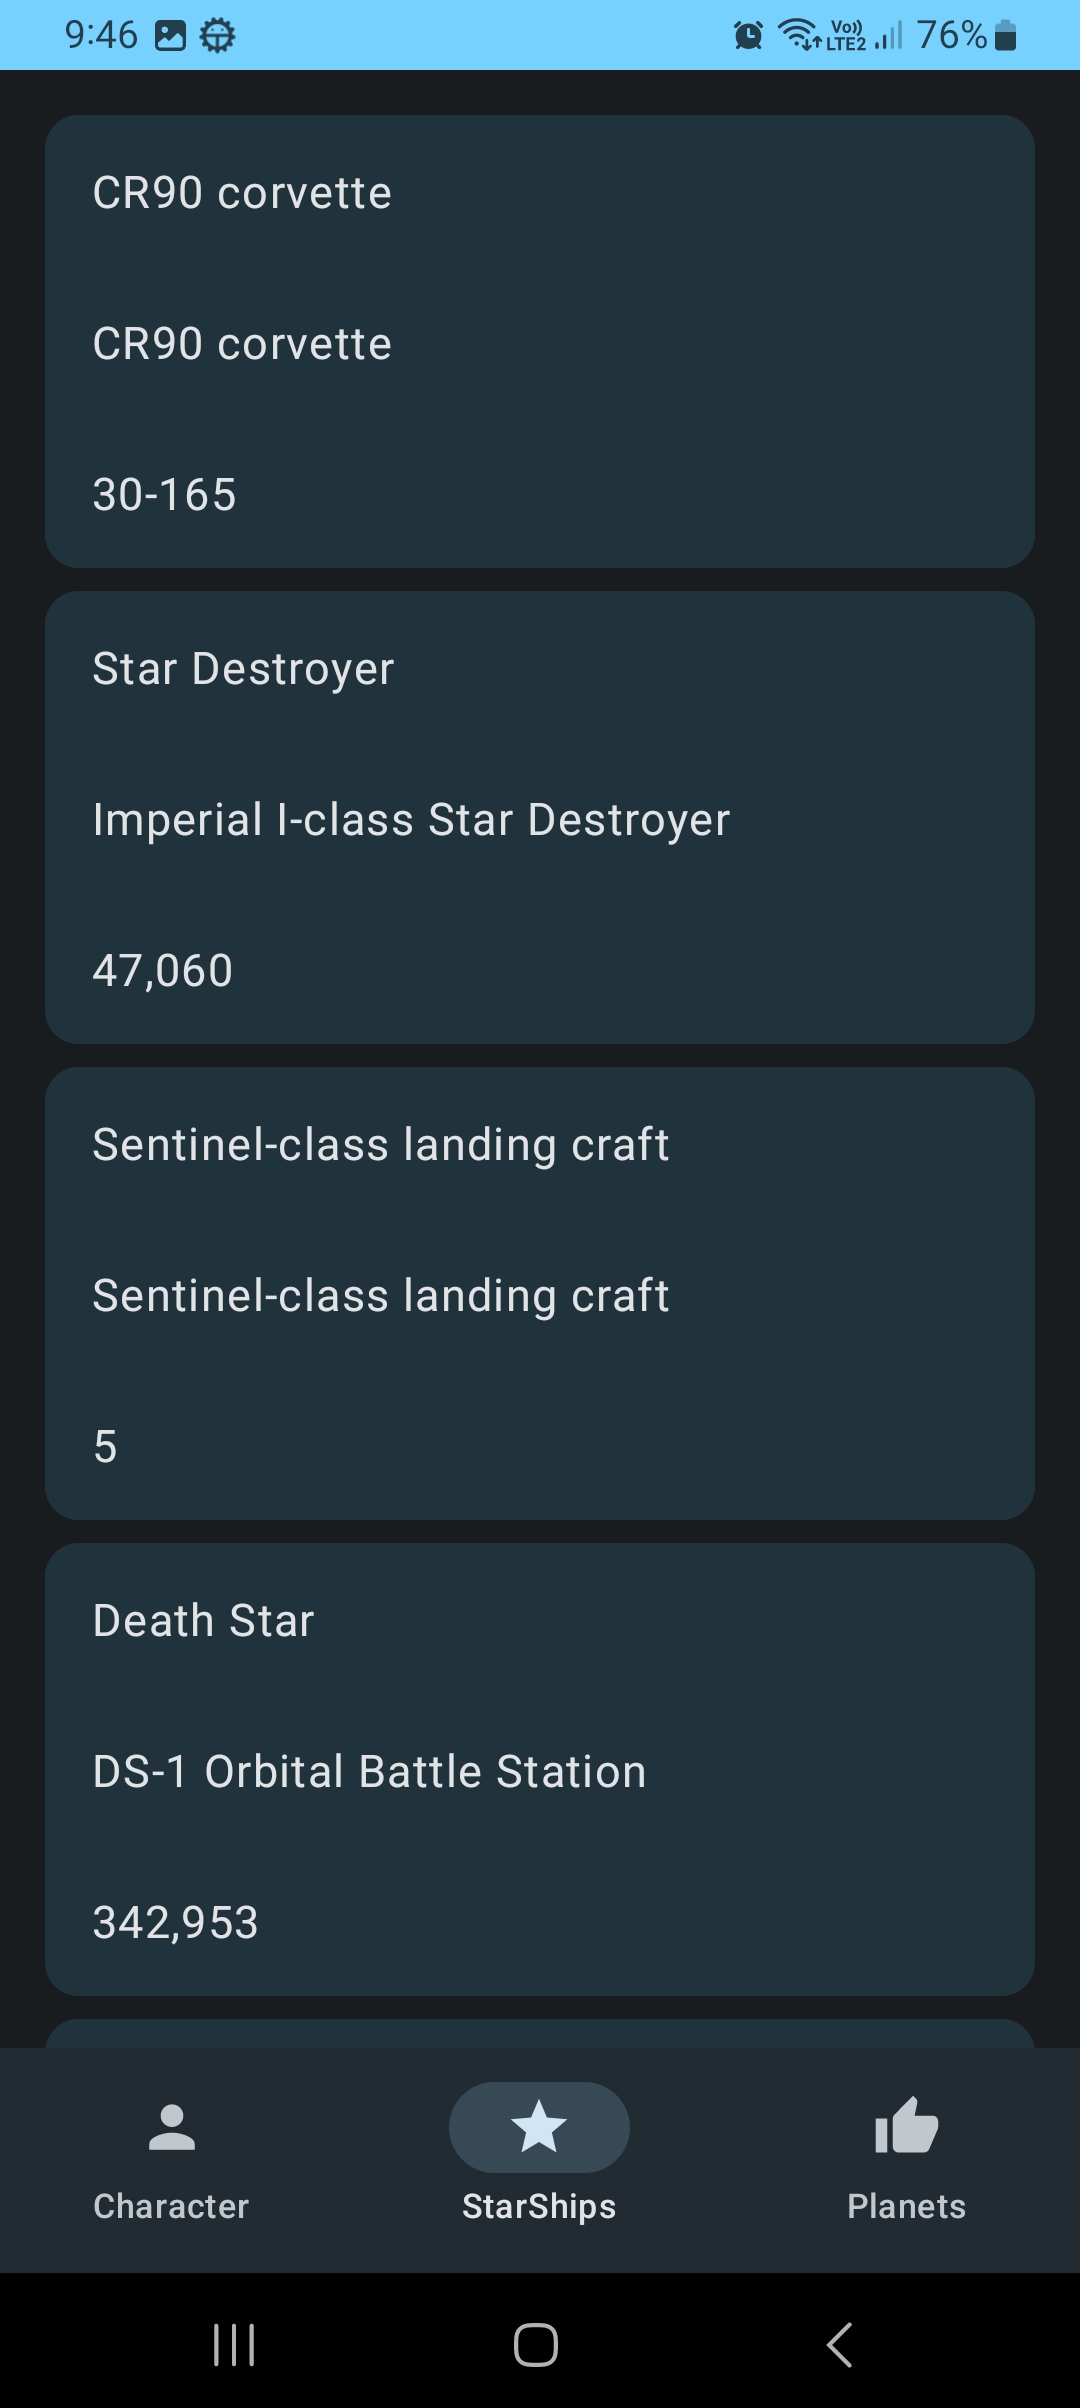 9:46 Vo)) LTE2 76%
CR90 corvette
CR90 corvette
30-165
Star Destroyer
Imperial I-class Star Destroyer
47,060
Sentinel-class landing craft
Sentinel-class landing craft
5
Death Star
DS-1 Orbital Battle Station
342,953
Character StarShips Planets